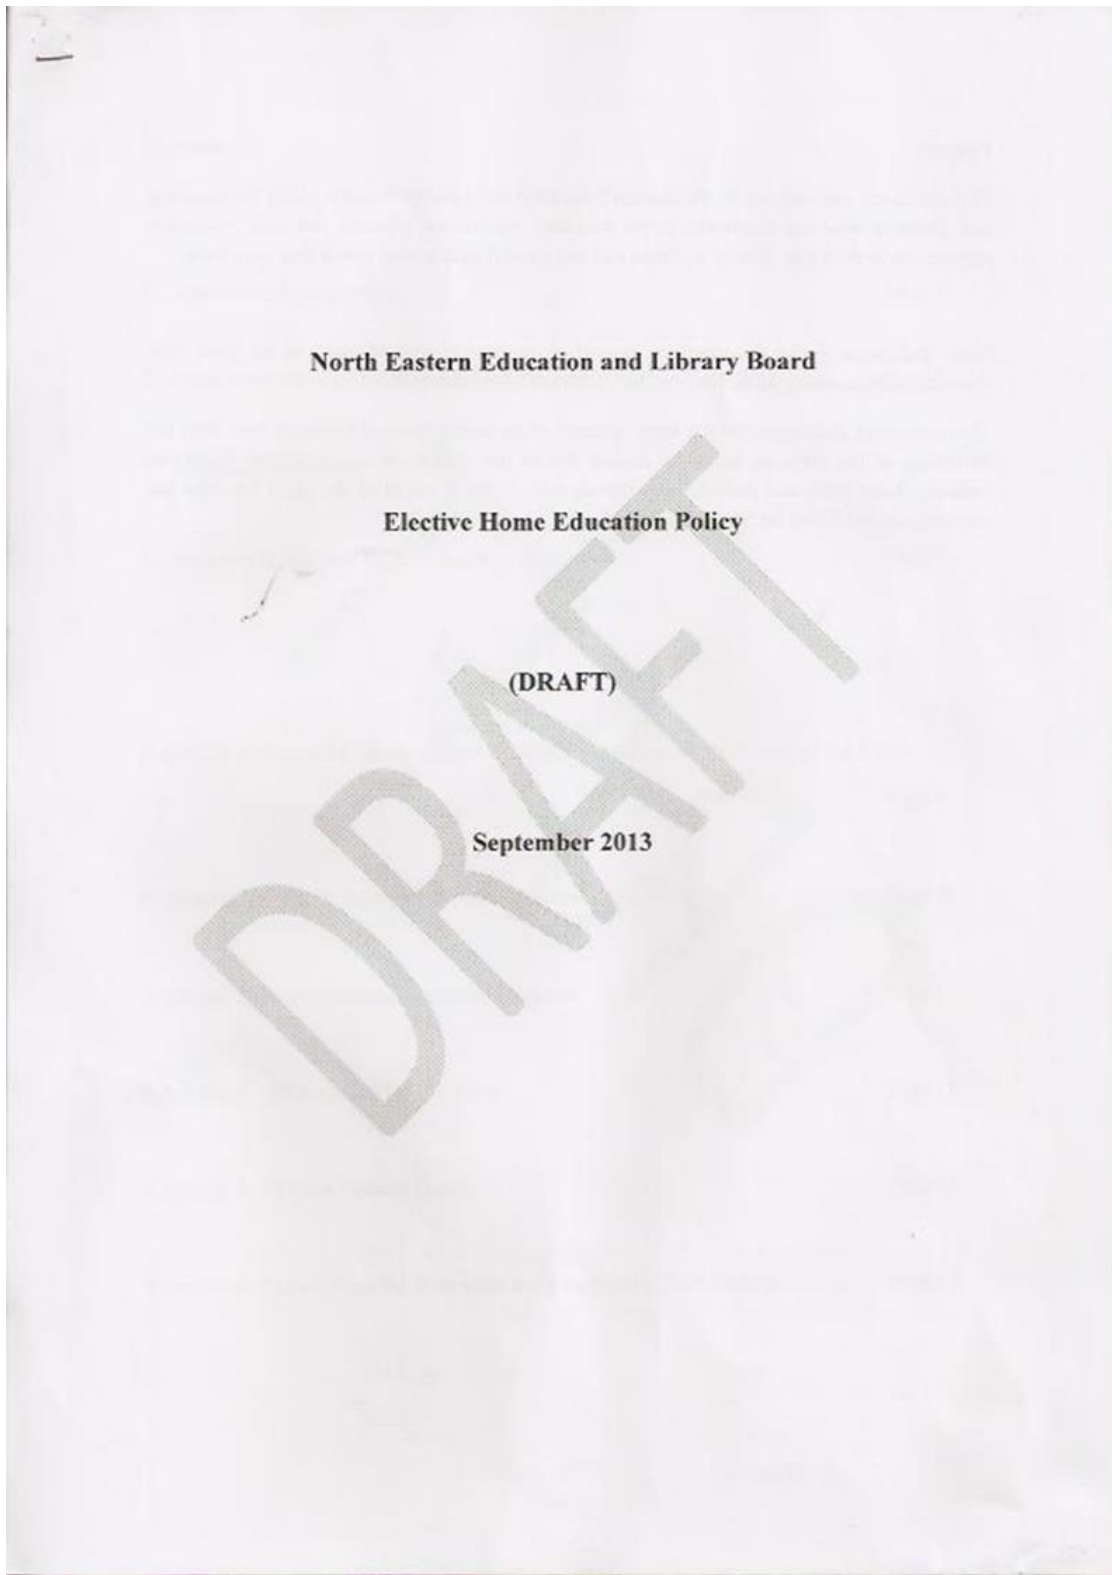 North Eastern Education and Library Board
Elective Home Education Policy
(DRAFT)
September 2013
DRAFT